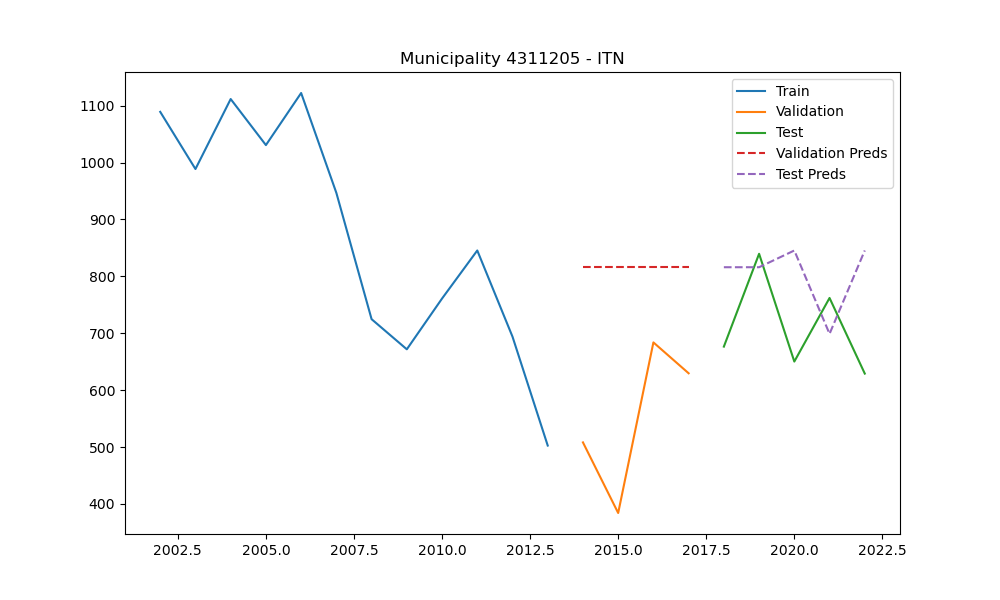 Municipality 4311205 - ITN
Train
Validation
Test
Validation Preds
Test Preds
1100
1000
900
800
700
600
500
400
2002.5 2005.0 2007.5 2010.0 2012.5 2015.0 2017.5 2020.0 2022.5